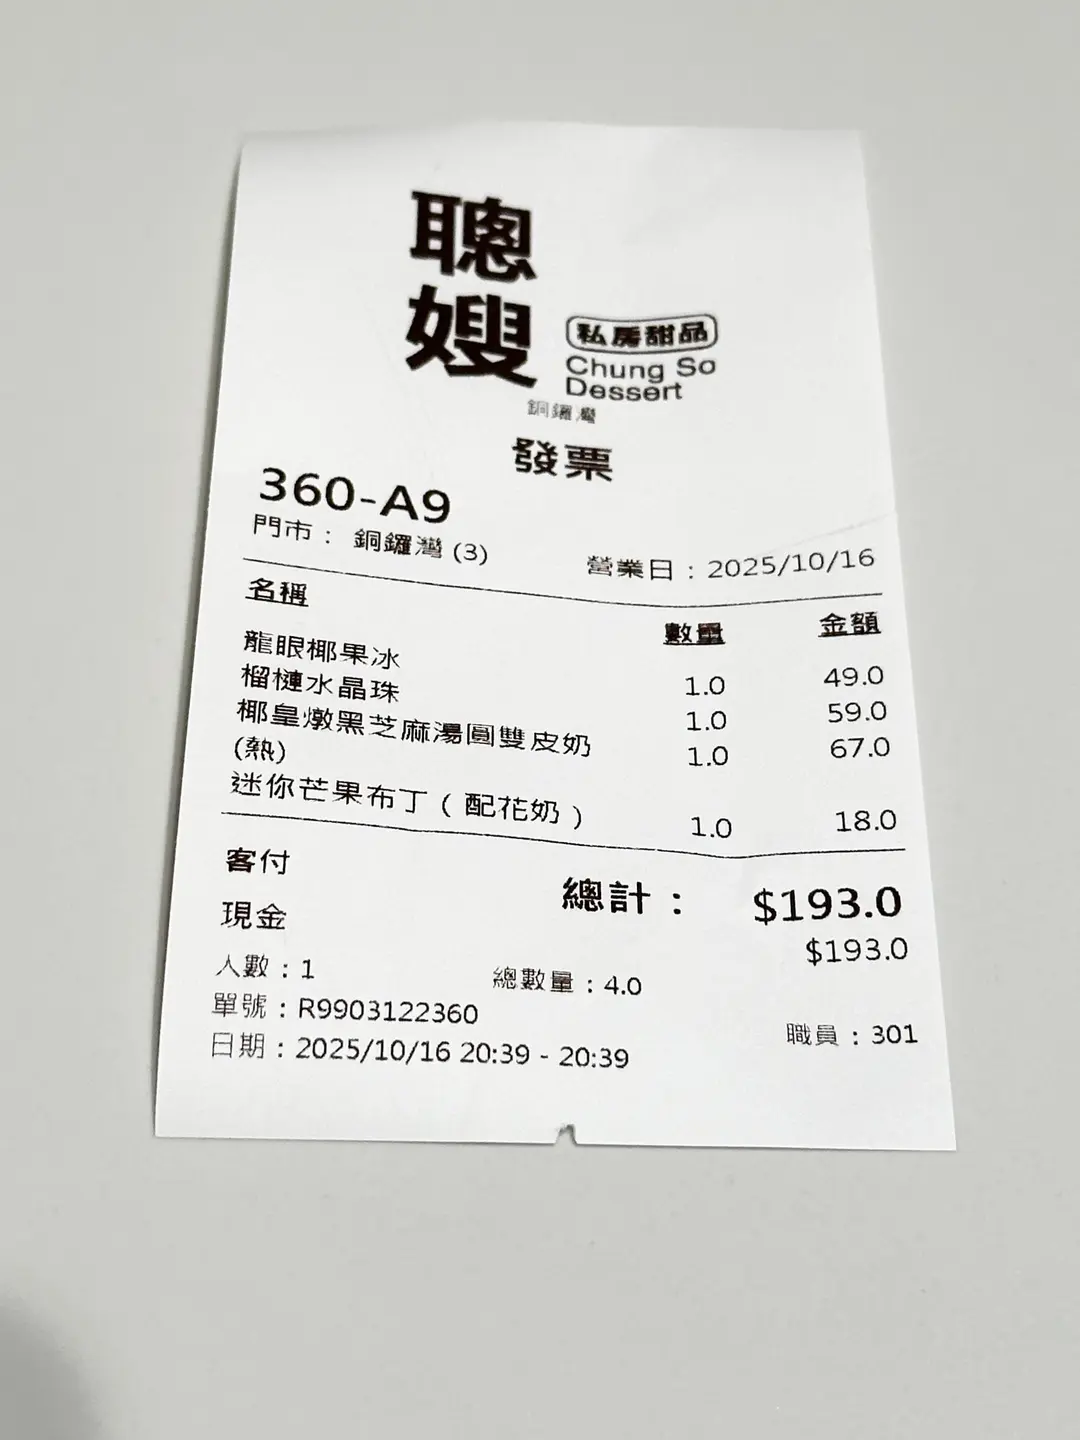 聰嫂
私房甜品
Chung So
Dessert
銅鑼灣
發票
360-A9
門市： 銅鑼灣 (3) 營業日：2025/10/16
名稱 數量 金額
龍眼椰果冰 1.0 49.0
榴槤水晶珠 1.0 59.0
椰皇燉黑芝麻湯圓雙皮奶 1.0 67.0
(熱)
迷你芒果布丁（配花奶） 1.0 18.0
客付 總計： $193.0
現金 $193.0
人數：1 總數量：4.0
單號：R9903122360 職員：301
日期：2025/10/16 20:39 - 20:39